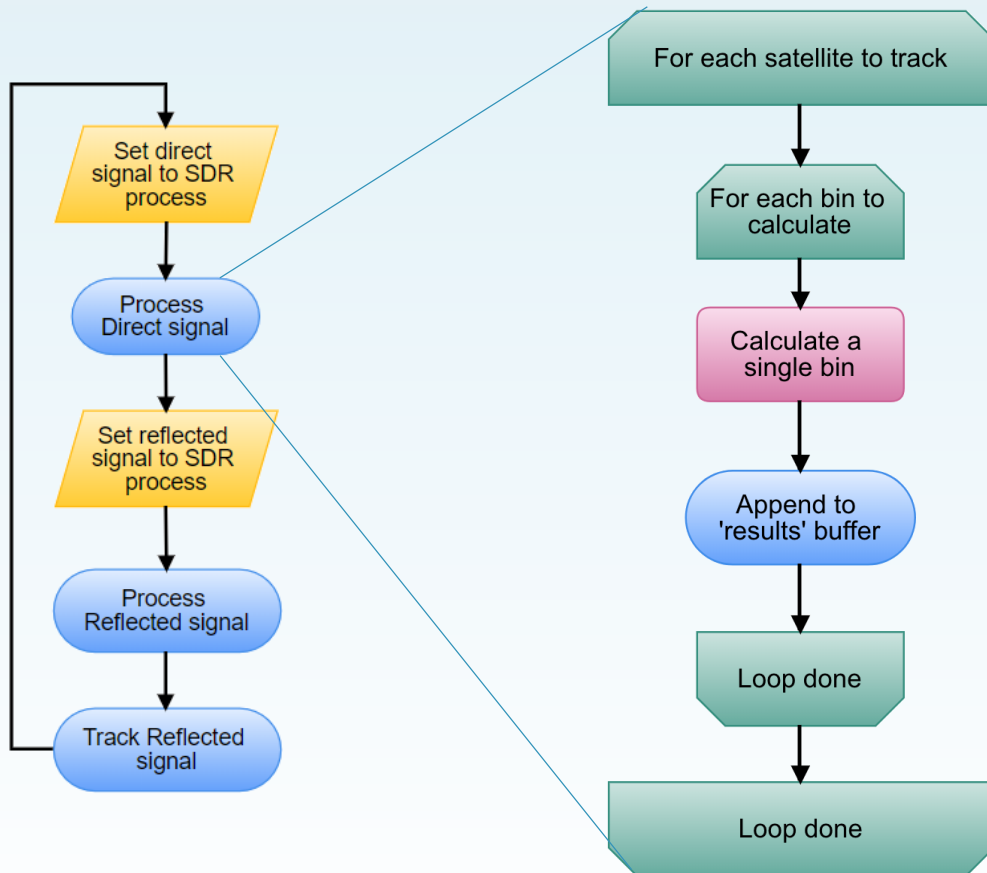 Set direct
signal to SDR
process
Process
Direct signal
Set reflected
signal to SDR
process
Process
Reflected signal
Track Reflected
signal
For each satellite to track
For each bin to
calculate
Calculate a
single bin
Append to
'results' buffer
Loop done
Loop done